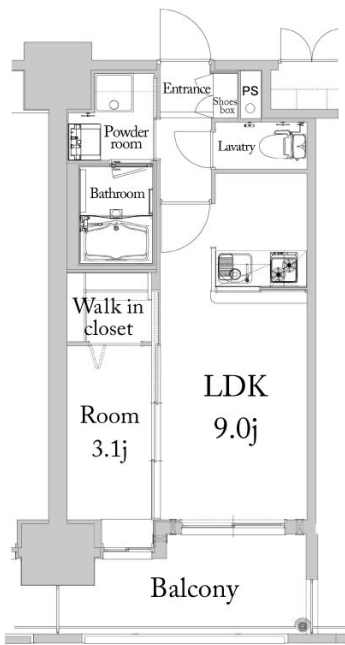 Entrance
Shoes
box
PS
Powder
room
Lavatry
Bathroom
Walk in
closet
LDK
9.0j
Room
3.1j
Balcony